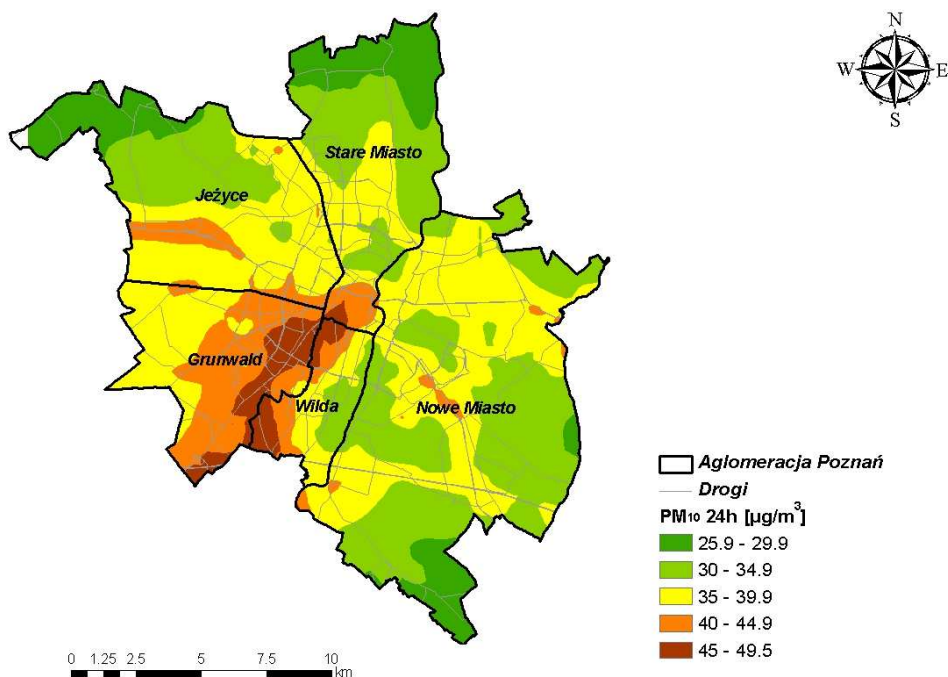 N
W E
S
Stare Miasto
Jeżyce
Grunwald
Wilda
Nowe Miasto
Aglomeracja Poznań
Drogi
PM10 24h [µg/m³]
25.9 - 29.9
30 - 34.9
35 - 39.9
40 - 44.9
45 - 49.5
0 1.25 2.5 5 7.5 10
km